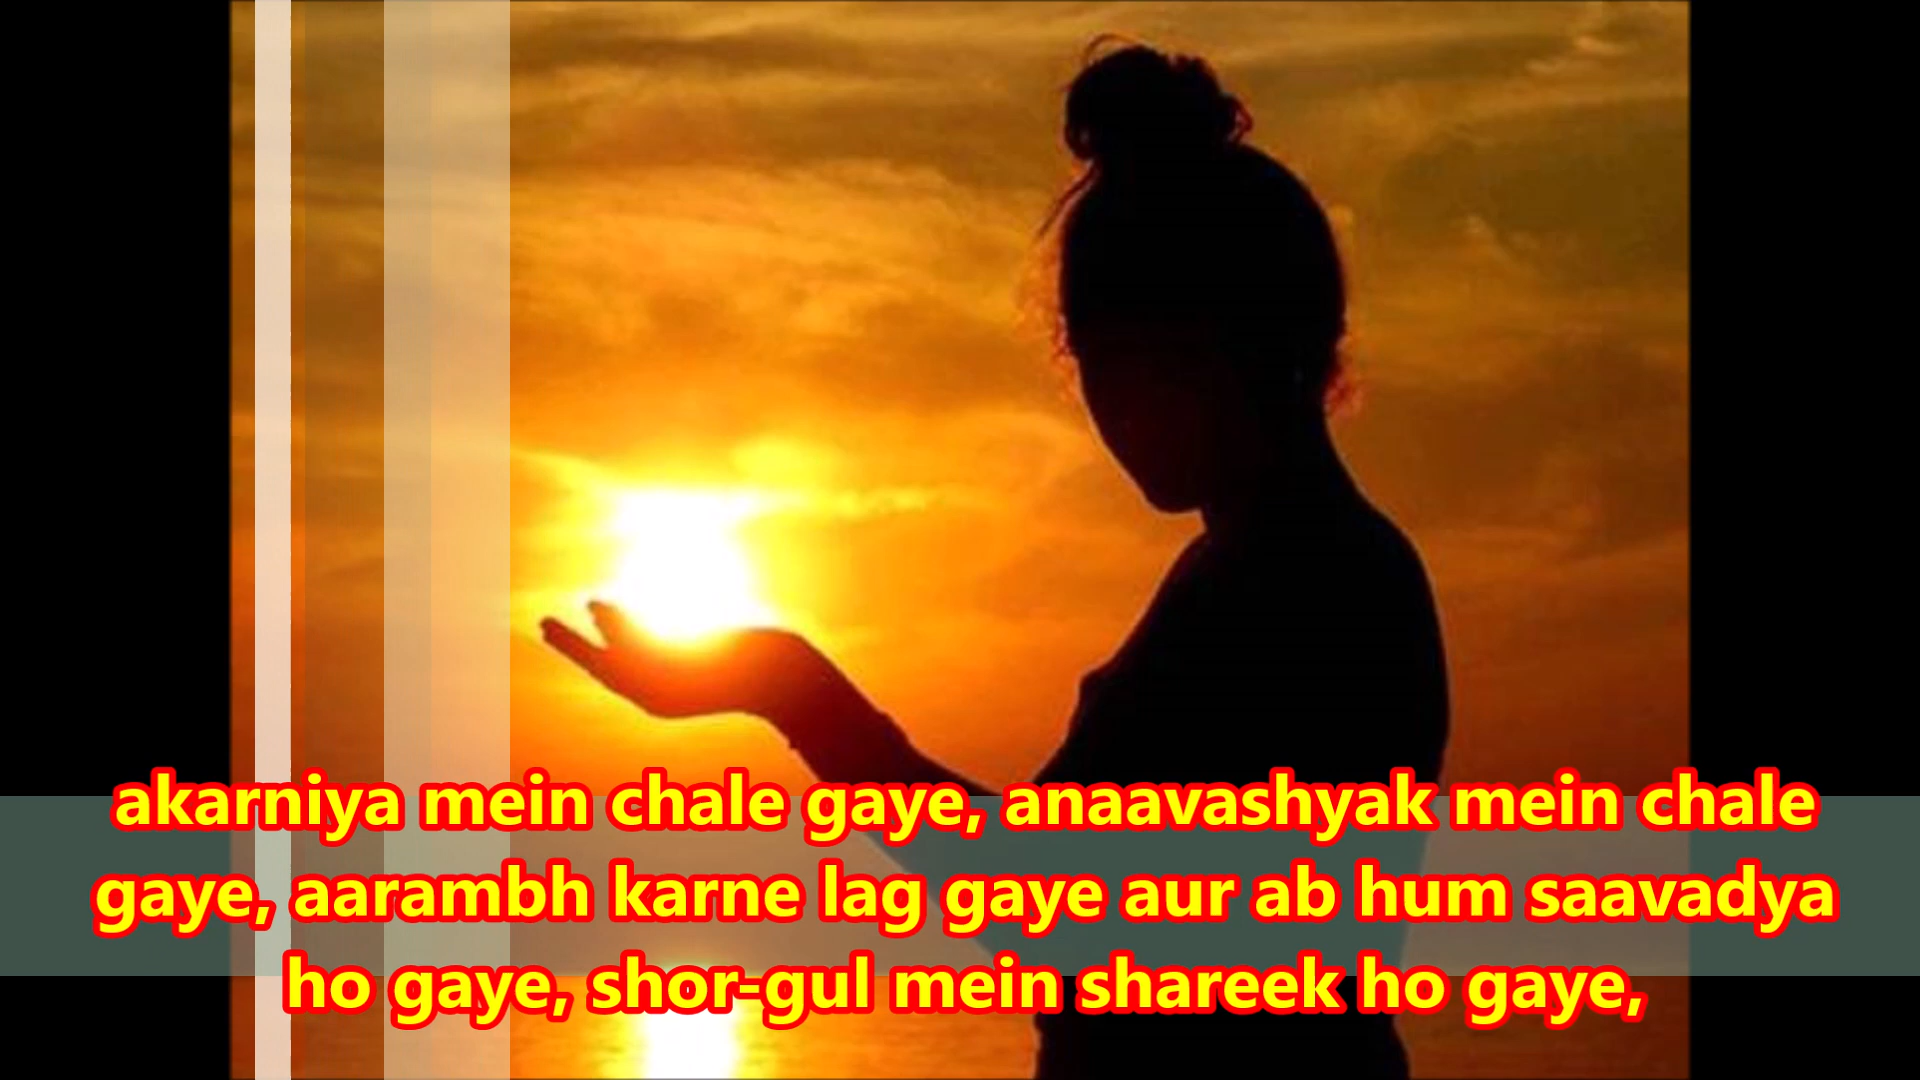 akarniya mein chale gaye, anaavashyak mein chale
gaye, aarambh karne lag gaye aur ab hum saavadya
ho gaye, shor-gul mein shareek ho gaye,